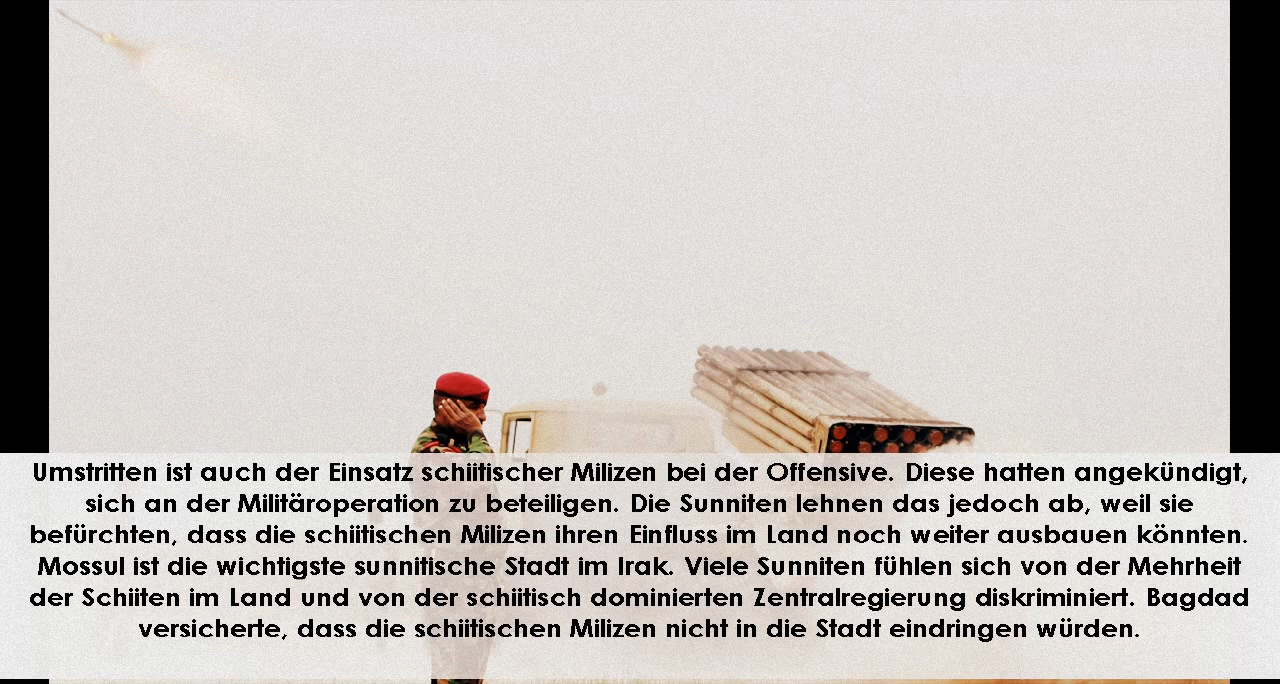 Umstritten ist auch der Einsatz schiitischer Milizen bei der Offensive. Diese hatten angekündigt,
sich an der Militäroperation zu beteiligen. Die Sunniten lehnen das jedoch ab, weil sie
befürchten, dass die schiitischen Milizen ihren Einfluss im Land noch weiter ausbauen könnten.
Mossul ist die wichtigste sunnitische Stadt im Irak. Viele Sunniten fühlen sich von der Mehrheit
der Schiiten im Land und von der schiitisch dominierten Zentralregierung diskriminiert. Bagdad
versicherte, dass die schiitischen Milizen nicht in die Stadt eindringen würden.